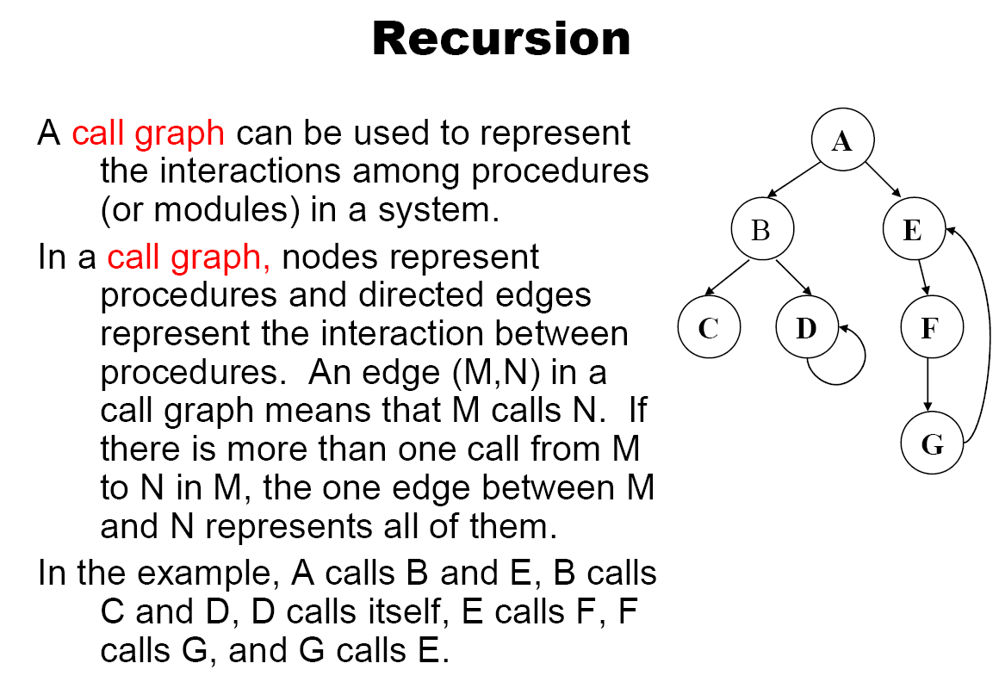 Recursion
A call graph can be used to represent
the interactions among procedures
(or modules) in a system.
In a call graph, nodes represent
procedures and directed edges
represent the interaction between
procedures.  An edge (M,N) in a
call graph means that M calls N.  If
there is more than one call from M
to N in M, the one edge between M
and N represents all of them.
In the example, A calls B and E, B calls
C and D, D calls itself, E calls F, F
calls G, and G calls E.
A
B E
C D F
G